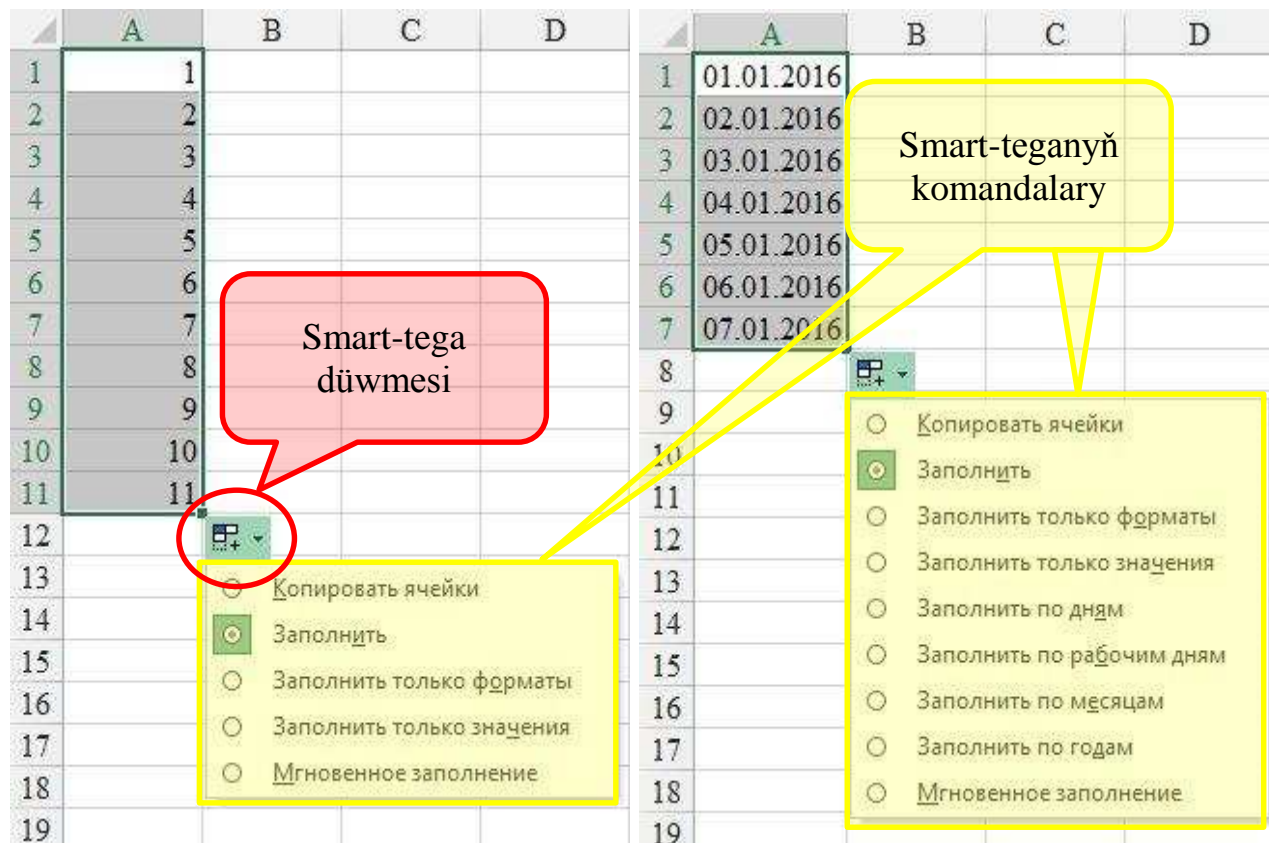 A B C D
1 1
2 2
3 3
4 4
5 5
6 6
7 7
8 8
9 9
10 10
11 11
12
13
14
15
16
17
18
19
Smart-tega
düwmesi
Копировать ячейки
Заполнить
Заполнить только форматы
Заполнить только значения
Мгновенное заполнение
A B C D
1 01.01.2016
2 02.01.2016
3 03.01.2016
4 04.01.2016
5 05.01.2016
6 06.01.2016
7 07.01.2016
8
9
10
11
12
13
14
15
16
17
18
19
Smart-teganyň
komandalary
Копировать ячейки
Заполнить
Заполнить только форматы
Заполнить только значения
Заполнить по дням
Заполнить по рабочим дням
Заполнить по месяцам
Заполнить по годам
Мгновенное заполнение